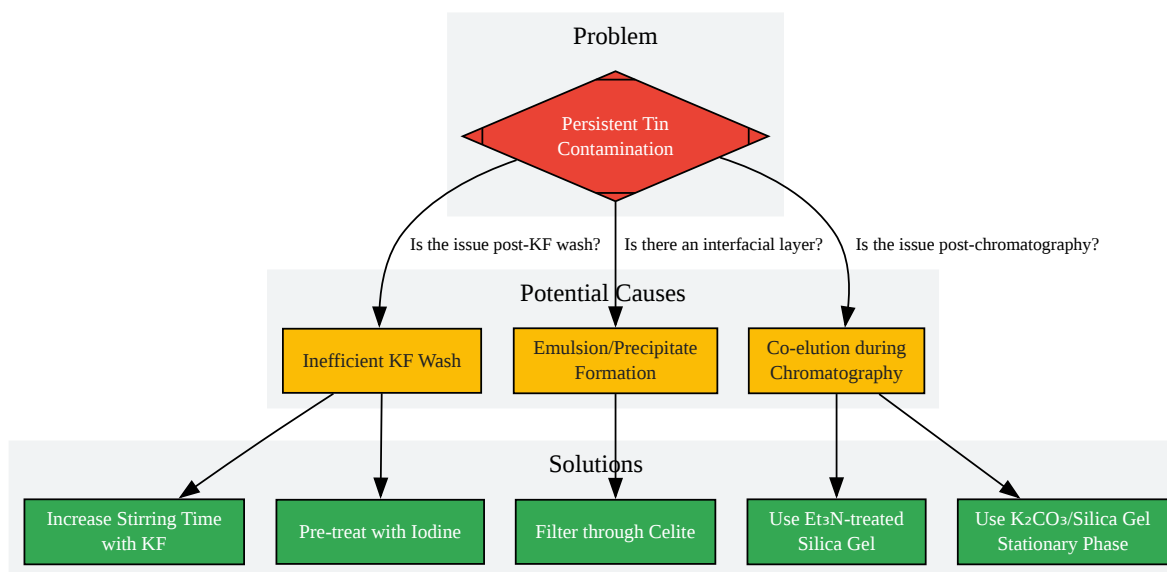 Problem
Persistent Tin
Contamination
Is the issue post-KF wash?
Is there an interfacial layer?
Is the issue post-chromatography?
Potential Causes
Inefficient KF Wash
Emulsion/Precipitate
Formation
Co-elution during
Chromatography
Solutions
Increase Stirring Time
with KF
Pre-treat with Iodine
Filter through Celite
Use Et₃N-treated
Silica Gel
Use K₂CO₃/Silica Gel
Stationary Phase